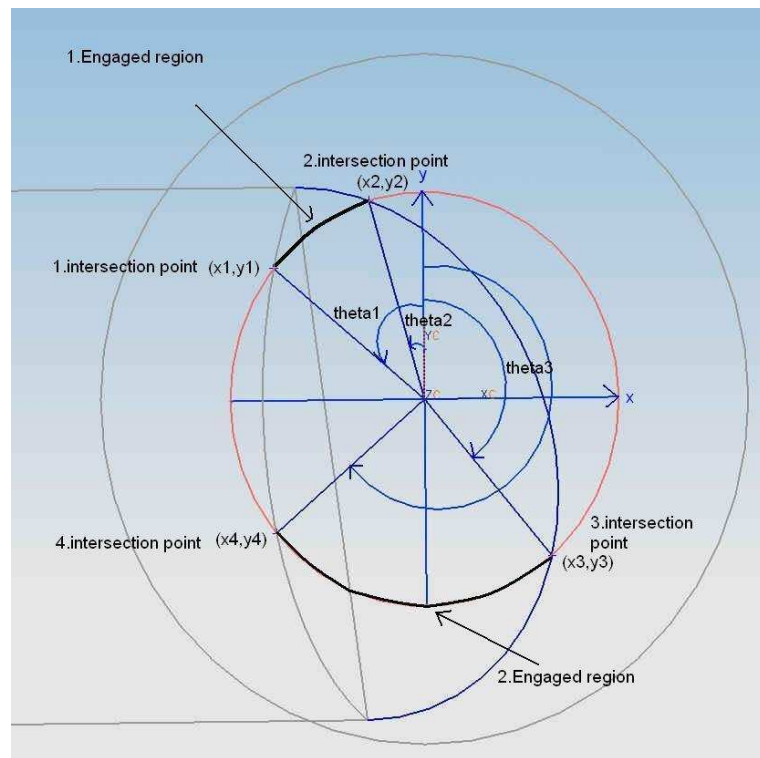 1.Engaged region
2.intersection point
(x2,y2)
y
1.intersection point (x1,y1)
theta1
theta2
YC
theta3
ZC
XC
x
4.intersection point (x4,y4)
3.intersection
point
(x3,y3)
2.Engaged region